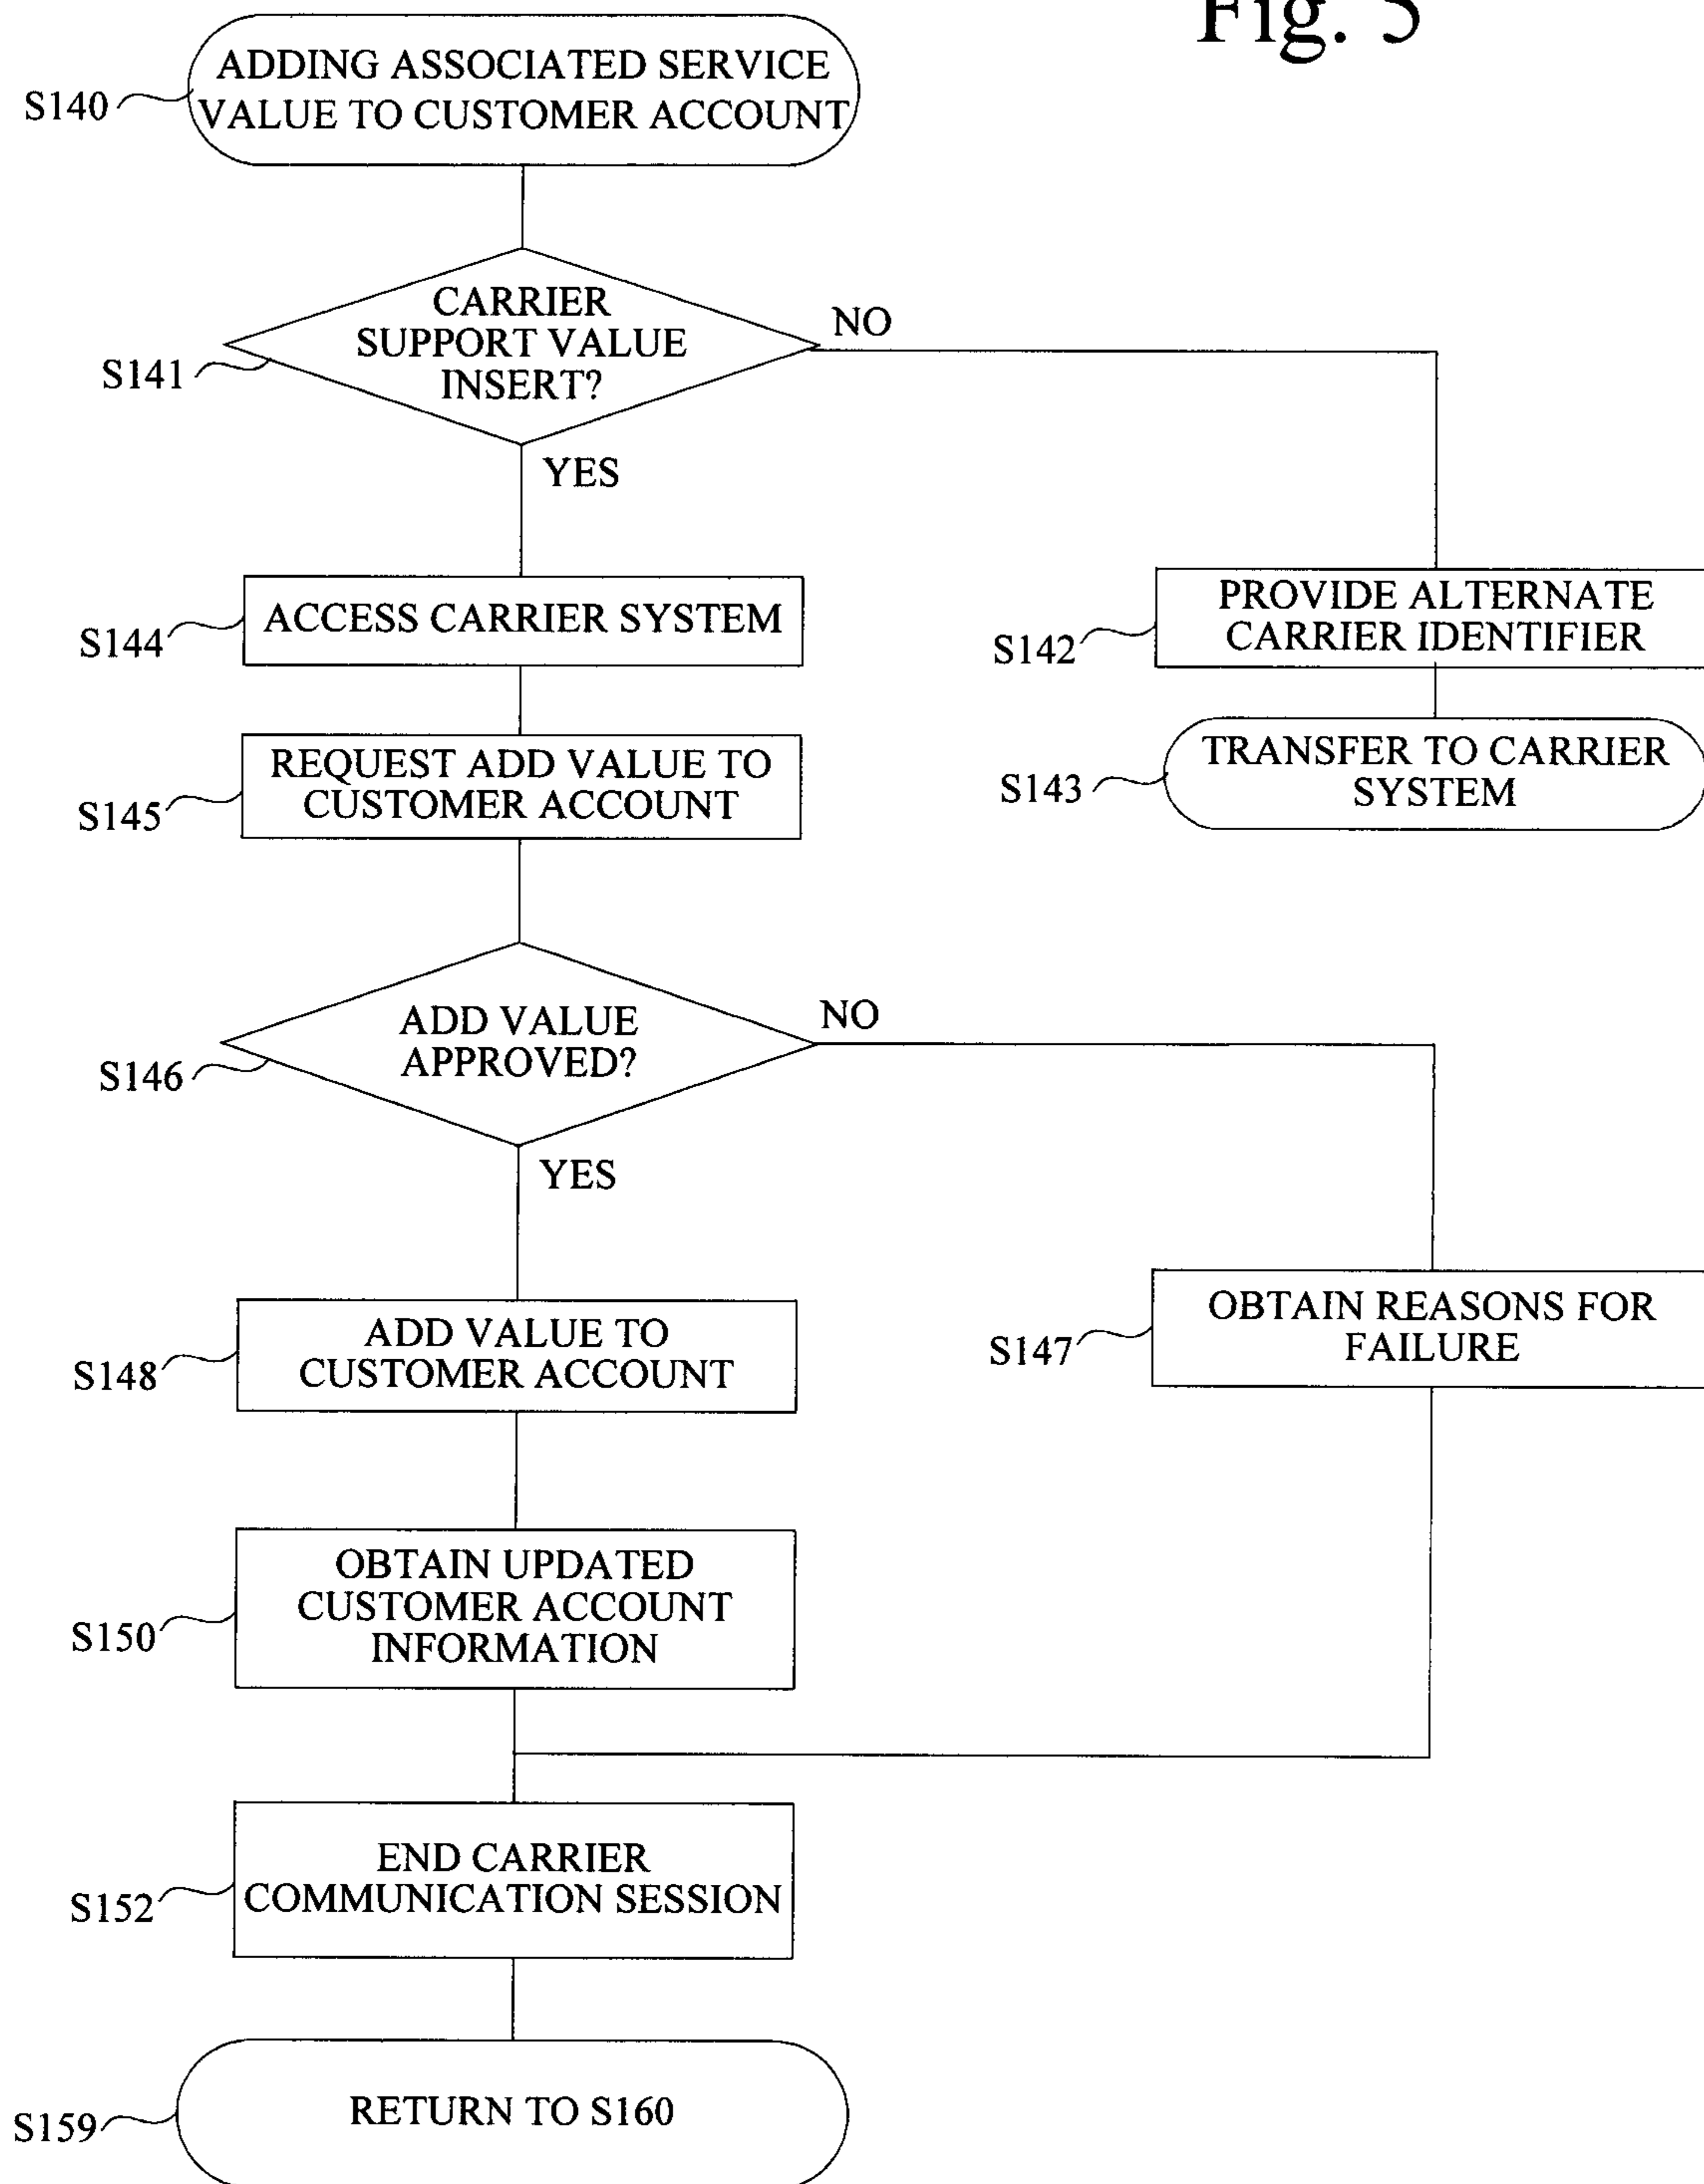 Fig. 5
ADDING ASSOCIATED SERVICE
VALUE TO CUSTOMER ACCOUNT
S140
CARRIER
SUPPORT VALUE
INSERT?
NO
S141
YES
ACCESS CARRIER SYSTEM
S144
PROVIDE ALTERNATE
CARRIER IDENTIFIER
S142
REQUEST ADD VALUE TO
CUSTOMER ACCOUNT
S145
TRANSFER TO CARRIER
SYSTEM
S143
ADD VALUE
APPROVED?
NO
S146
YES
ADD VALUE TO
CUSTOMER ACCOUNT
S148
OBTAIN REASONS FOR
FAILURE
S147
OBTAIN UPDATED
CUSTOMER ACCOUNT
INFORMATION
S150
END CARRIER
COMMUNICATION SESSION
S152
RETURN TO S160
S159